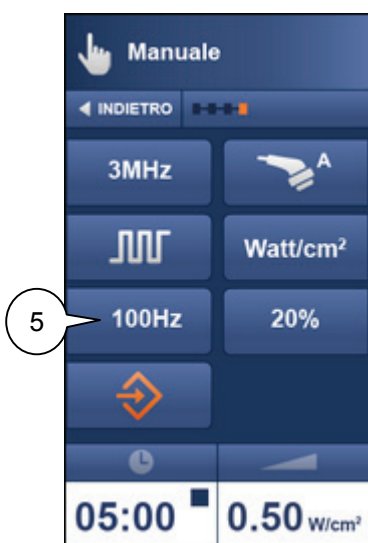 Manuale
INDIETRO
3MHz
A
Watt/cm²
5
100Hz
20%
05:00
0.50 W/cm²